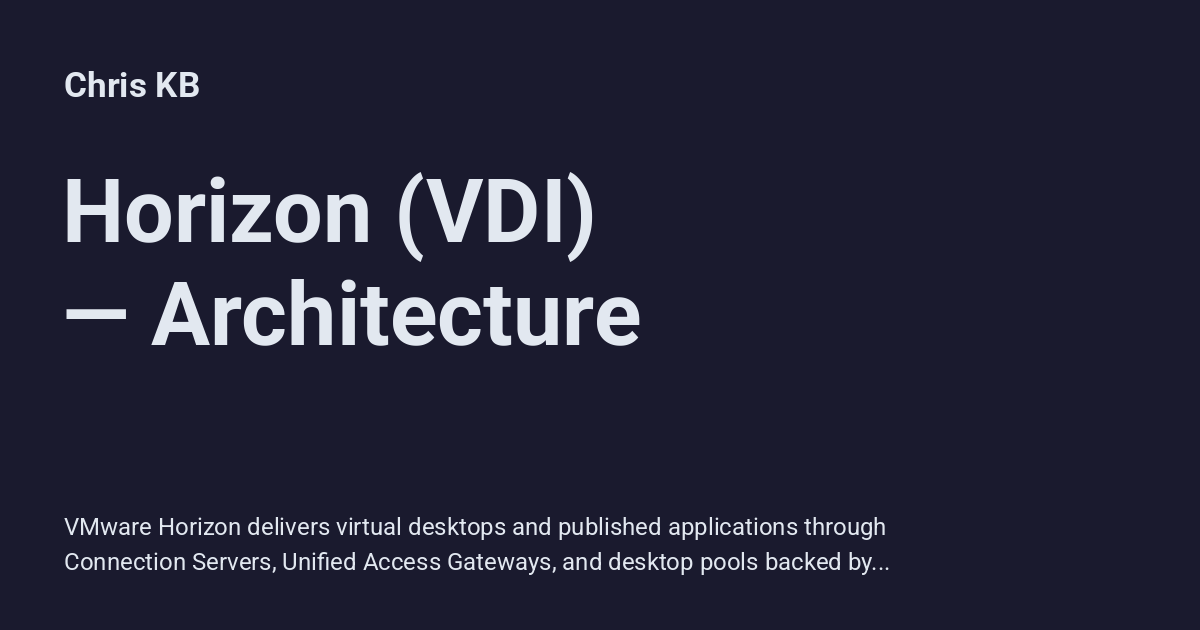 Chris KB
Horizon (VDI)
— Architecture
VMware Horizon delivers virtual desktops and published applications through
Connection Servers, Unified Access Gateways, and desktop pools backed by...